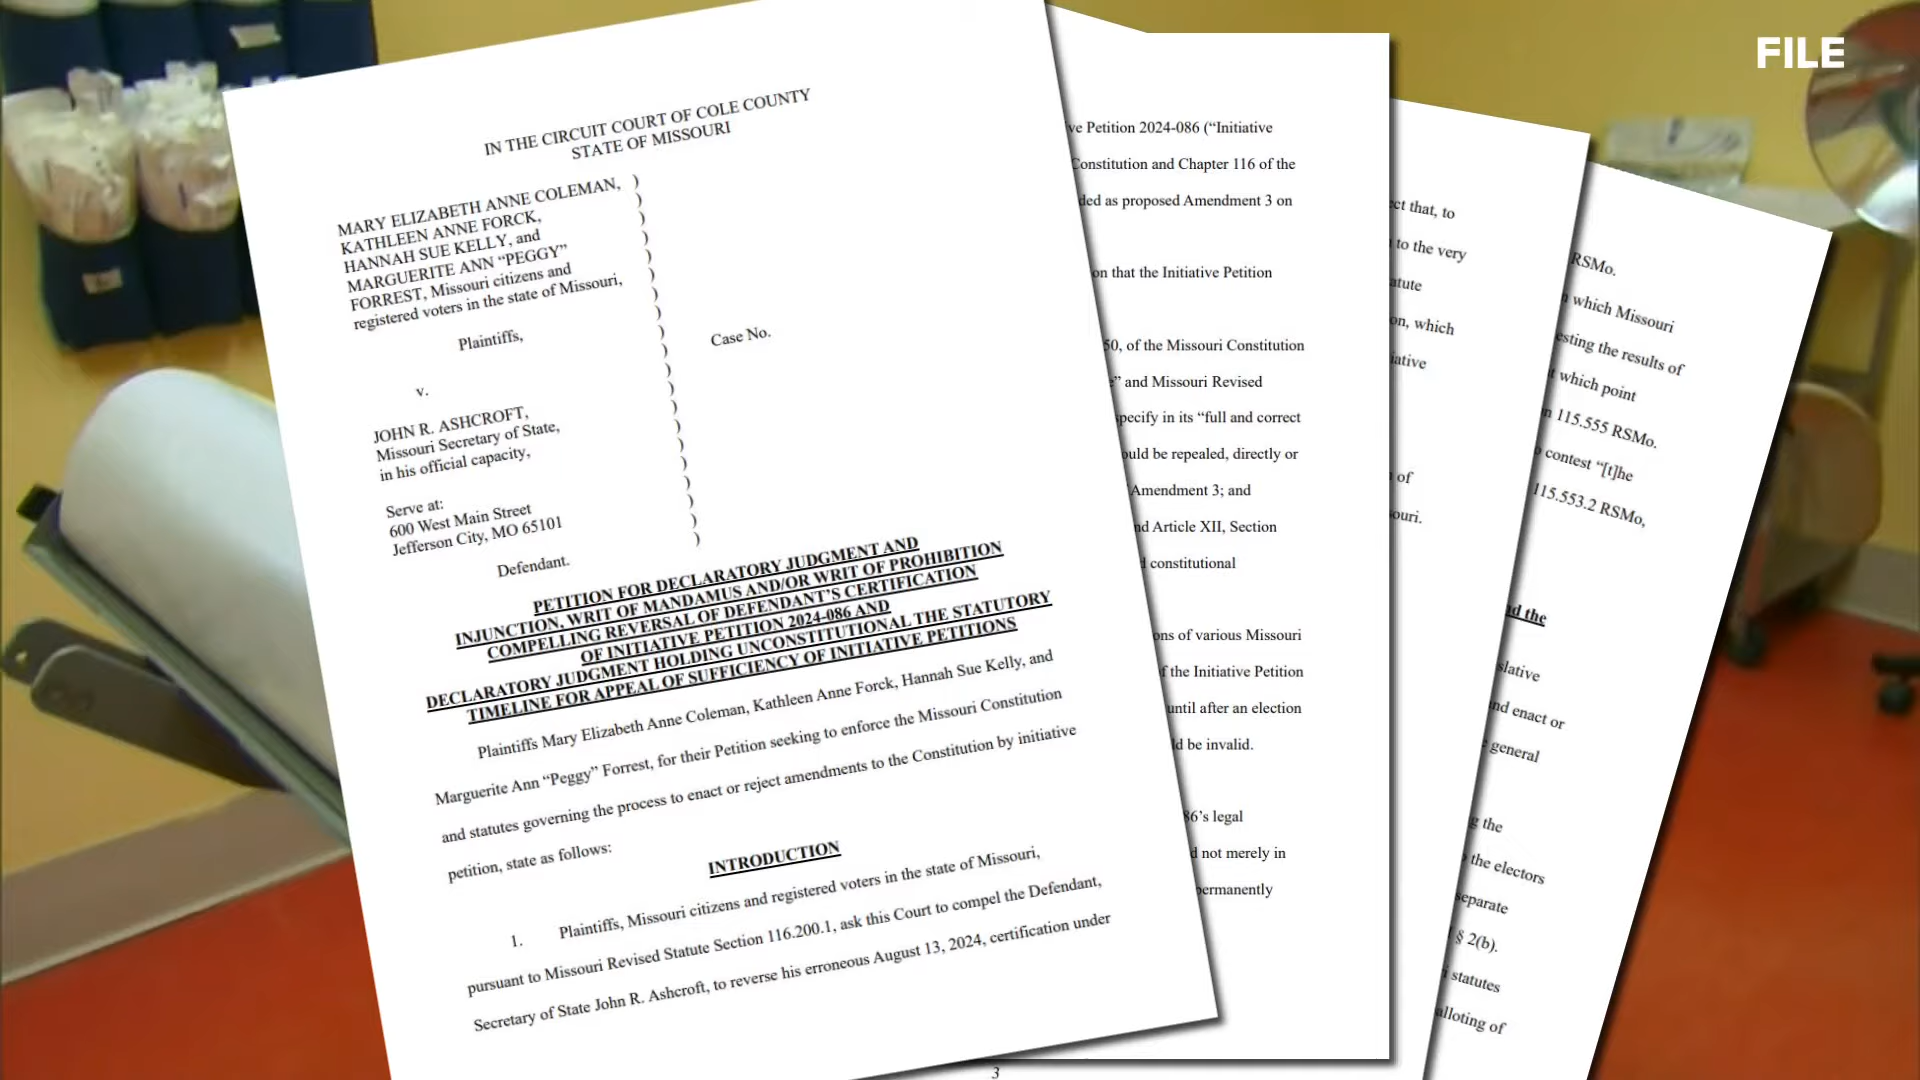 FILE
IN THE CIRCUIT COURT OF COLE COUNTY
STATE OF MISSOURI
MARY ELIZABETH ANNE COLEMAN, )
KATHLEEN ANNE FORCK, )
HANNAH SUE KELLY, and )
MARGUERITE ANN “PEGGY” )
FORREST, Missouri citizens and )
registered voters in the state of Missouri, )
)
Plaintiffs, )
) Case No.
v. )
)
JOHN R. ASHCROFT, )
Missouri Secretary of State, )
in his official capacity, )
)
Serve at: )
600 West Main Street )
Jefferson City, MO 65101 )
)
Defendant.
PETITION FOR DECLARATORY JUDGMENT AND
INJUNCTION, WRIT OF MANDAMUS AND/OR WRIT OF PROHIBITION
COMPELLING REVERSAL OF DEFENDANT’S CERTIFICATION
OF INITIATIVE PETITION 2024-086 AND
DECLARATORY JUDGMENT HOLDING UNCONSTITUTIONAL THE STATUTORY
TIMELINE FOR APPEAL OF SUFFICIENCY OF INITIATIVE PETITIONS
Plaintiffs Mary Elizabeth Anne Coleman, Kathleen Anne Forck, Hannah Sue Kelly, and
Marguerite Ann “Peggy” Forrest, for their Petition seeking to enforce the Missouri Constitution
and statutes governing the process to enact or reject amendments to the Constitution by initiative
petition, state as follows:
INTRODUCTION
1. Plaintiffs, Missouri citizens and registered voters in the state of Missouri,
pursuant to Missouri Revised Statute Section 116.200.1, ask this Court to compel the Defendant,
Secretary of State John R. Ashcroft, to reverse his erroneous August 13, 2024, certification under
ve Petition 2024-086 (“Initiative
Constitution and Chapter 116 of the
ded as proposed Amendment 3 on
on that the Initiative Petition
50, of the Missouri Constitution
” and Missouri Revised
specify in its “full and correct
ould be repealed, directly or
Amendment 3; and
nd Article XII, Section
constitutional
ons of various Missouri
f the Initiative Petition
until after an election
d be invalid.
86’s legal
d not merely in
permanently
3
ect that, to
to the very
atute
on, which
iative
of
souri.
RSMo.
which Missouri
esting the results of
which point
n 115.555 RSMo.
contest “[t]he
115.553.2 RSMo,
nd the
slative
nd enact or
general
g the
the electors
separate
§ 2(b).
statutes
alloting of